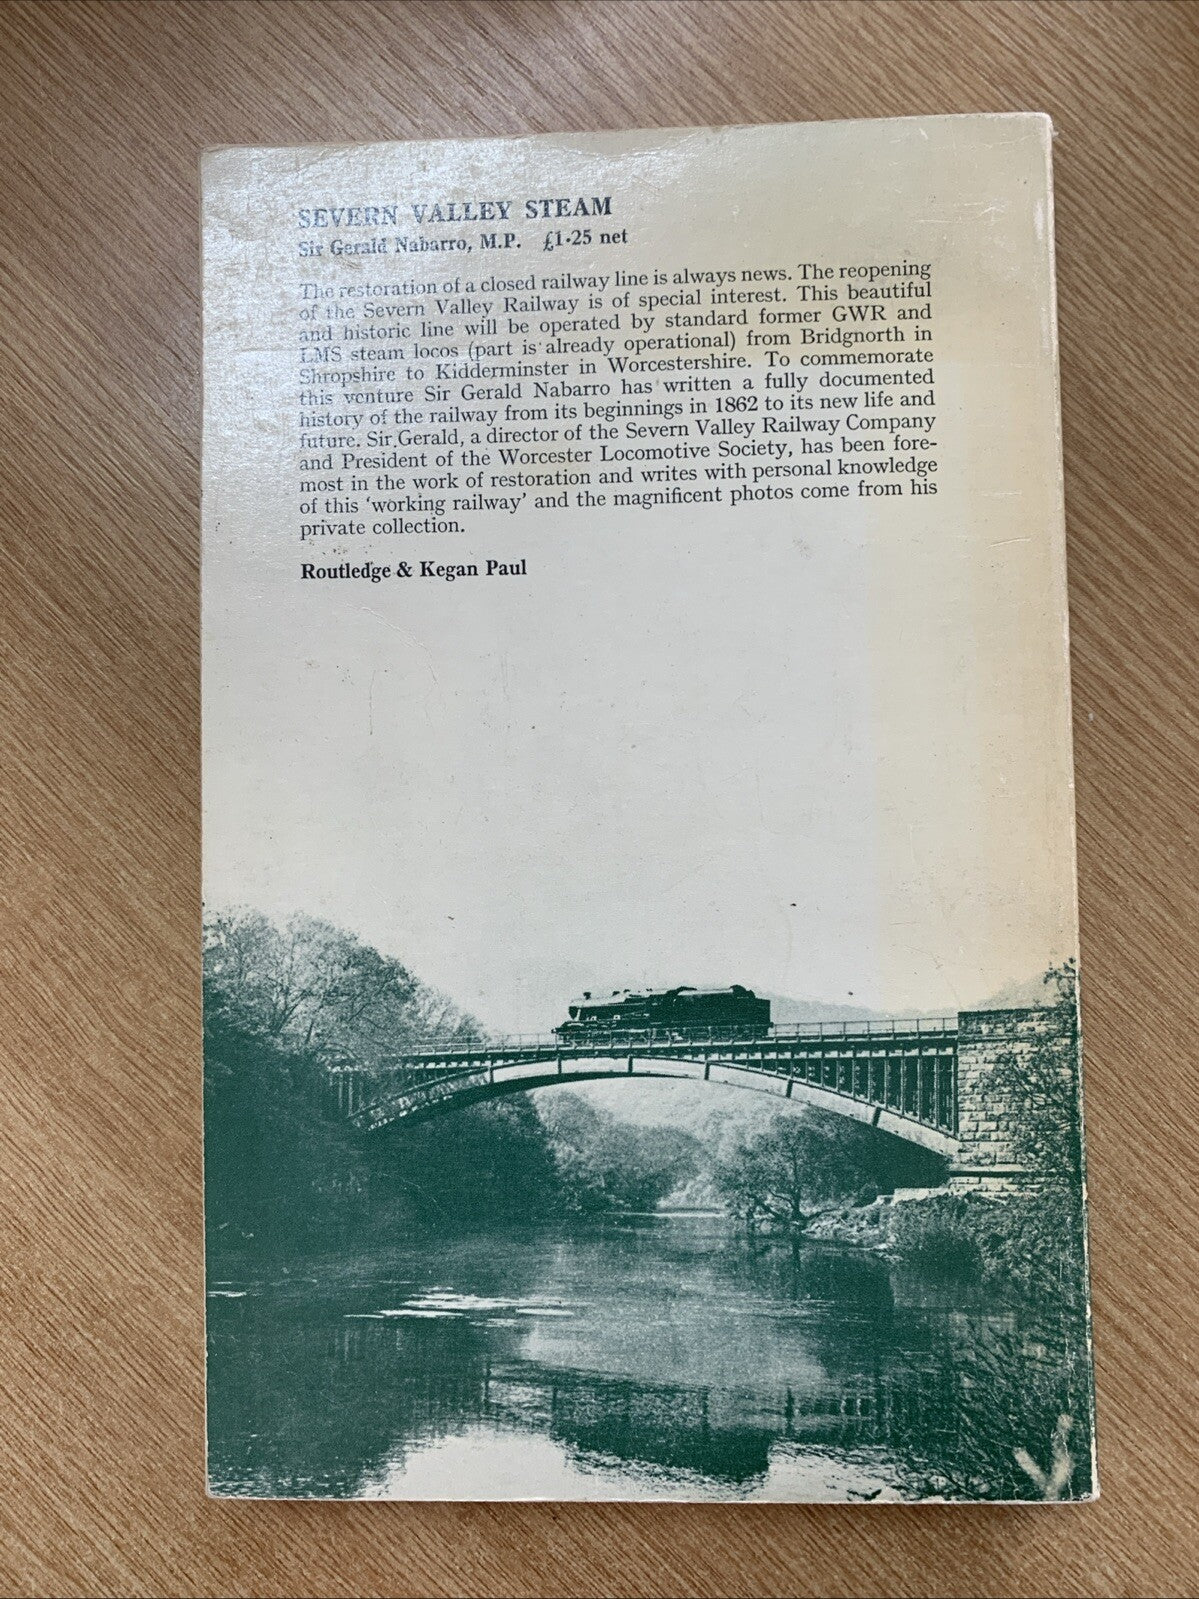 SEVERN VALLEY STEAM
Sir Gerald Nabarro, M.P. £1·25 net
The restoration of a closed railway line is always news. The reopening
of the Severn Valley Railway is of special interest. This beautiful
and historic line will be operated by standard former GWR and
LMS steam locos (part is already operational) from Bridgnorth in
Shropshire to Kidderminster in Worcestershire. To commemorate
this venture Sir Gerald Nabarro has written a fully documented
history of the railway from its beginnings in 1862 to its new life and
future. Sir Gerald, a director of the Severn Valley Railway Company
and President of the Worcester Locomotive Society, has been fore-
most in the work of restoration and writes with personal knowledge
of this ‘working railway’ and the magnificent photos come from his
private collection.
Routledge & Kegan Paul